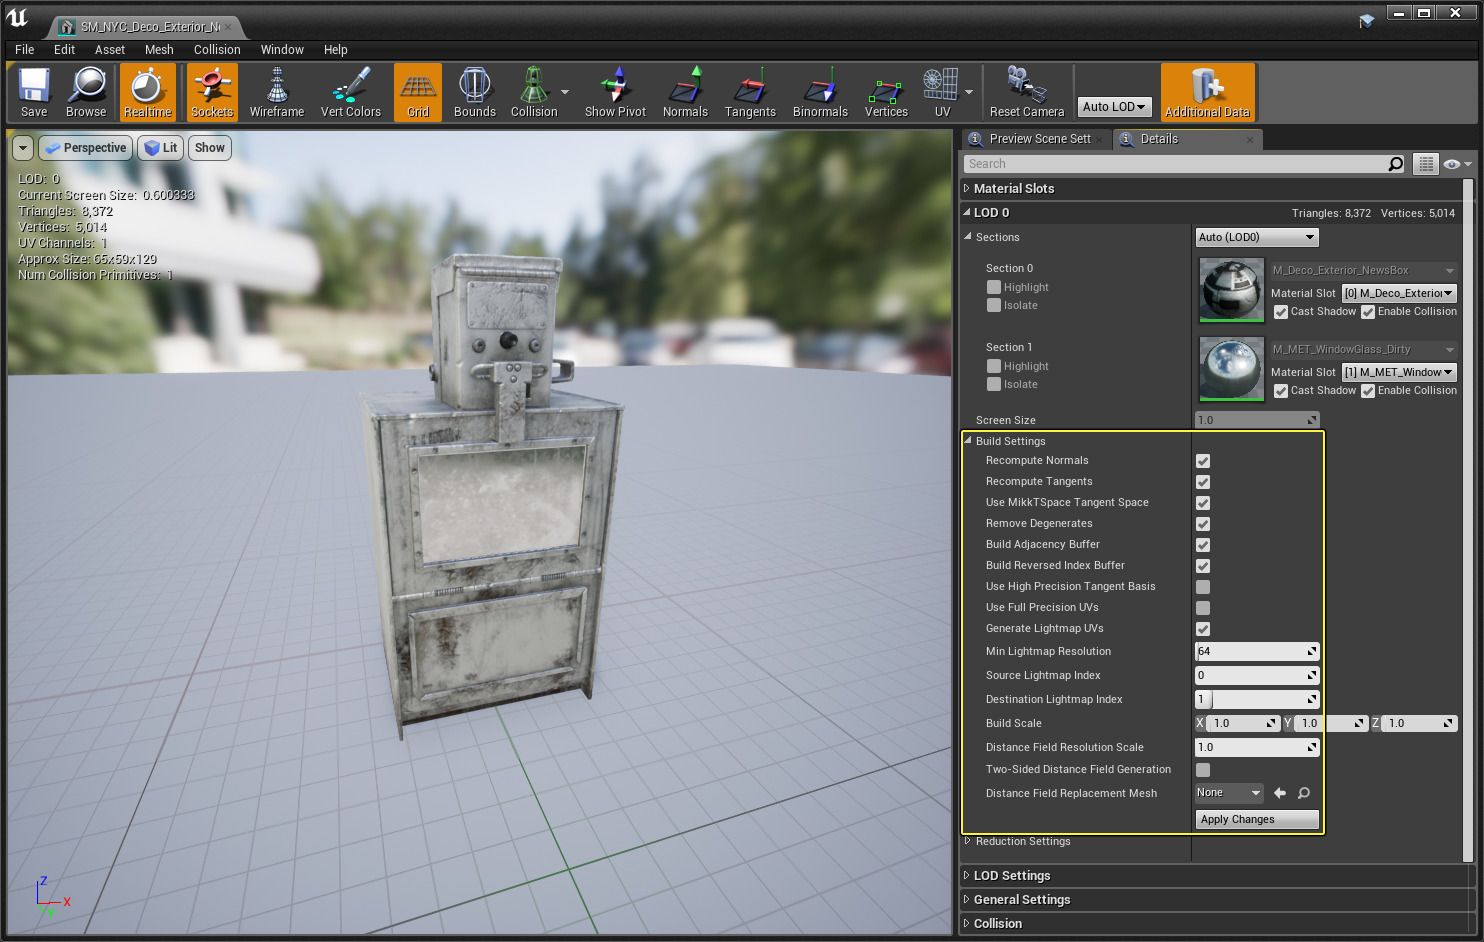 SM_NYC_Deco_Exterior_N
File Edit Asset Mesh Collision Window Help
Save Browse Realtime Sockets Wireframe Vert Colors Grid Bounds Collision Show Pivot Normals Tangents Binormals Vertices UV Reset Camera Auto LOD Additional Data
Perspective Lit Show
LOD: 0
Current Screen Size: 0.600333
Triangles: 8,372
Vertices: 5,014
UV Channels: 1
Approx Size: 65x59x129
Num Collision Primitives: 1
Z
X
Y
Preview Scene Sett Details
Search
Material Slots
LOD 0 Triangles: 8,372 Vertices: 5,014
Sections Auto (LOD0)
Section 0 M_Deco_Exterior_NewsBox
Highlight Material Slot [0] M_Deco_Exterior
Isolate Cast Shadow Enable Collision
Section 1 M_MET_WindowGlass_Dirty
Highlight Material Slot [1] M_MET_Window
Isolate Cast Shadow Enable Collision
Screen Size 1.0
Build Settings
Recompute Normals
Recompute Tangents
Use MikkTSpace Tangent Space
Remove Degenerates
Build Adjacency Buffer
Build Reversed Index Buffer
Use High Precision Tangent Basis
Use Full Precision UVs
Generate Lightmap UVs
Min Lightmap Resolution 64
Source Lightmap Index 0
Destination Lightmap Index 1
Build Scale X 1.0 Y 1.0 Z 1.0
Distance Field Resolution Scale 1.0
Two-Sided Distance Field Generation
Distance Field Replacement Mesh None
Apply Changes
Reduction Settings
LOD Settings
General Settings
Collision